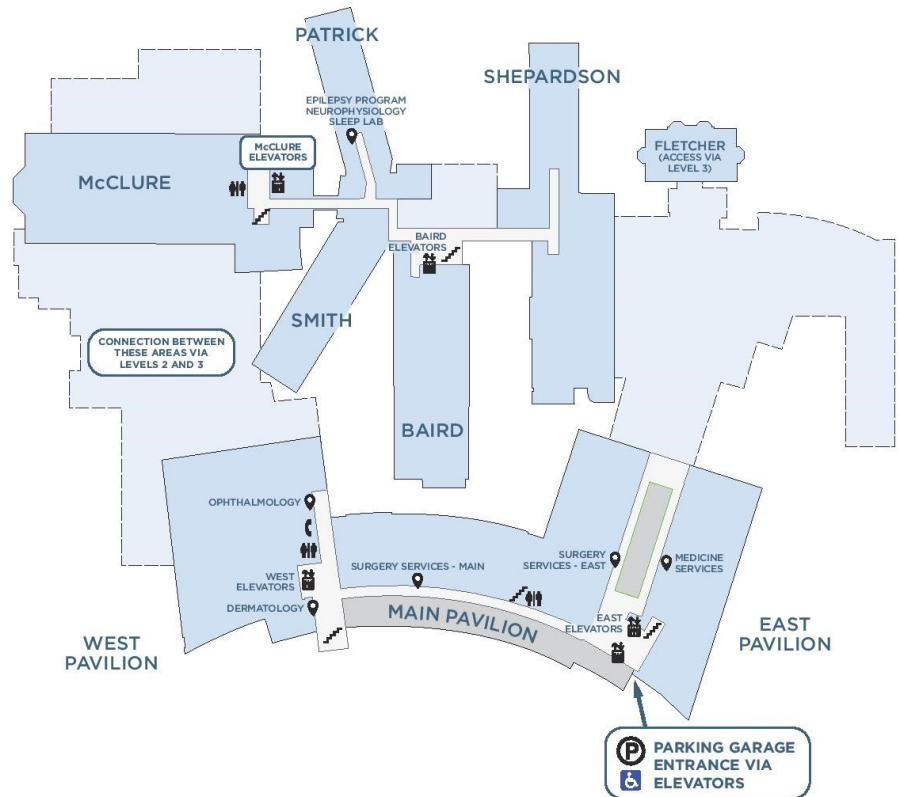 PATRICK
SHEPARDSON
EPILEPSY PROGRAM
NEUROPHYSIOLOGY
SLEEP LAB
McCLURE
ELEVATORS
FLETCHER
(ACCESS VIA
LEVEL 3)
McCLURE
BAIRD
ELEVATORS
SMITH
CONNECTION BETWEEN
THESE AREAS VIA
LEVELS 2 AND 3
BAIRD
OPHTHALMOLOGY
SURGERY SERVICES - MAIN
SURGERY
SERVICES - EAST
MEDICINE
SERVICES
WEST
ELEVATORS
DERMATOLOGY
MAIN PAVILION
EAST
ELEVATORS
WEST
PAVILION
EAST
PAVILION
P PARKING GARAGE
ENTRANCE VIA
ELEVATORS